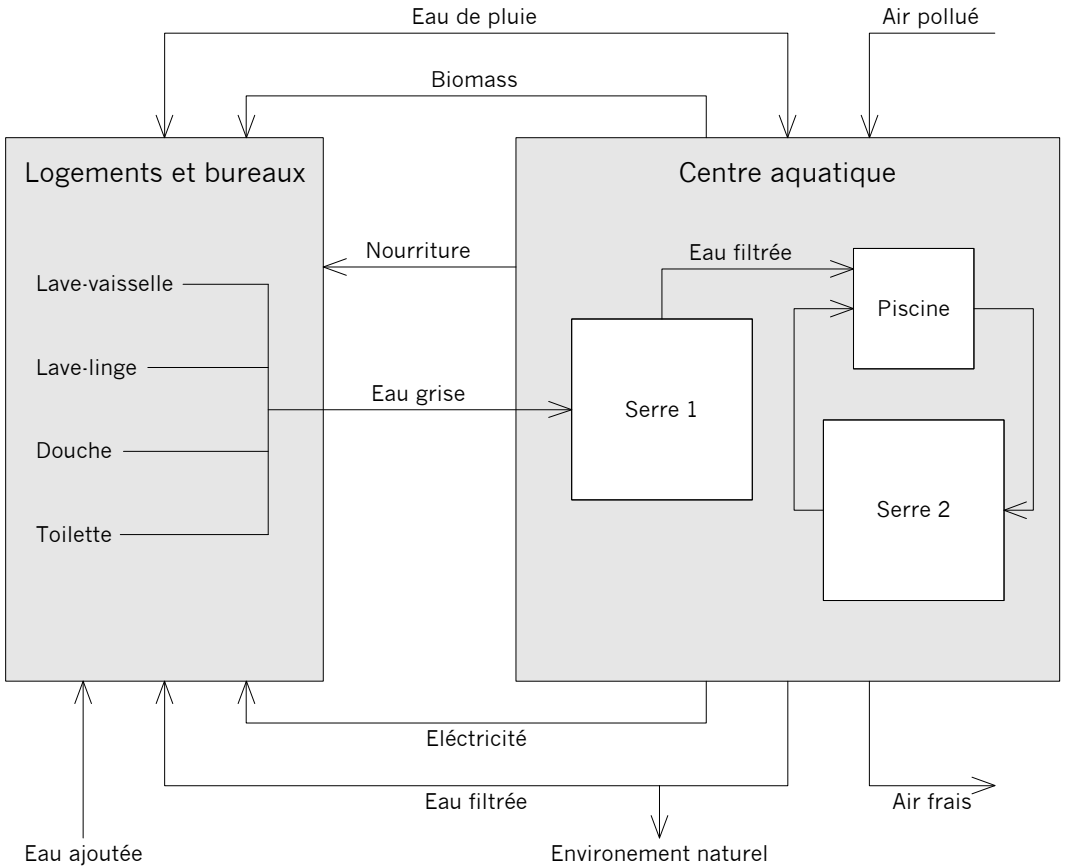 Eau de pluie
Air pollué
Biomass
Logements et bureaux
Centre aquatique
Nourriture
Eau filtrée
Lave-vaisselle
Piscine
Lave-linge
Eau grise
Serre 1
Douche
Serre 2
Toilette
Eléctricité
Eau filtrée
Air frais
Eau ajoutée
Environement naturel